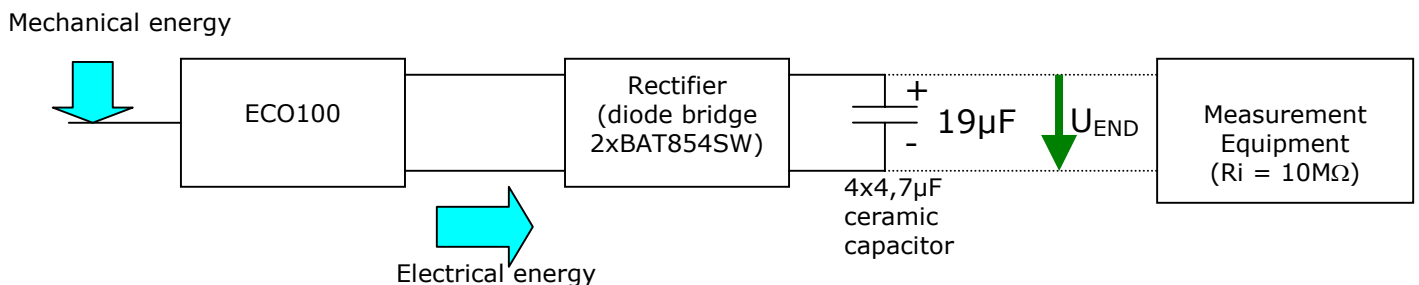 Mechanical energy
ECO100
Rectifier
(diode bridge
2xBAT854SW)
+
19µF
-
4x4,7µF
ceramic
capacitor
UEND
Measurement
Equipment
(Ri = 10MΩ)
Electrical energy